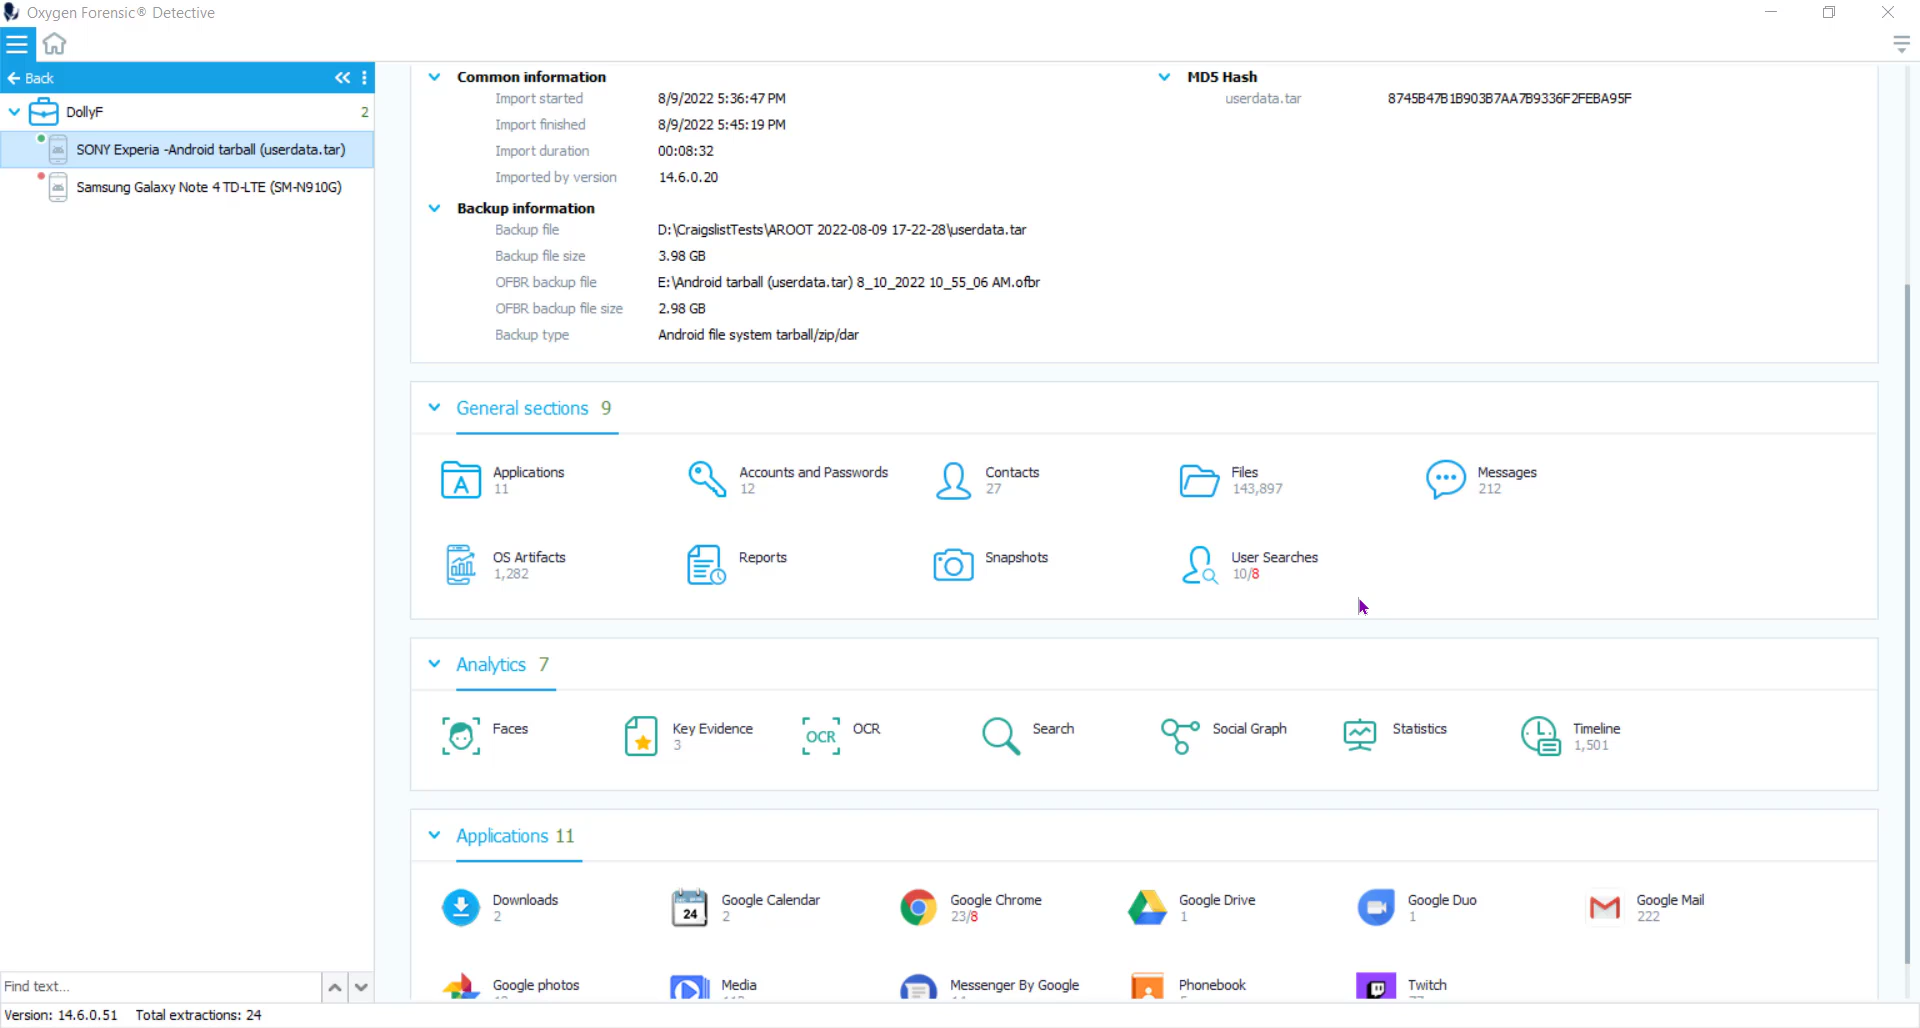 Oxygen Forensic® Detective
Back
DollyF 2
SONY Experia -Android tarball (userdata.tar)
Samsung Galaxy Note 4 TD-LTE (SM-N910G)
Common information
Import started 8/9/2022 5:36:47 PM
Import finished 8/9/2022 5:45:19 PM
Import duration 00:08:32
Imported by version 14.6.0.20
MD5 Hash
userdata.tar 8745B47B1B903B7AA7B9336F2FEBA95F
Backup information
Backup file D:\CraigslistTests\AROOT 2022-08-09 17-22-28\userdata.tar
Backup file size 3.98 GB
OFBR backup file E:\Android tarball (userdata.tar) 8_10_2022 10_55_06 AM.ofbr
OFBR backup file size 2.98 GB
Backup type Android file system tarball/zip/dar
General sections 9
Applications Accounts and Passwords Contacts Files Messages
11 12 27 143,897 212
OS Artifacts Reports Snapshots User Searches
1,282 10/8
Analytics 7
Faces Key Evidence OCR OCR Search Social Graph Statistics Timeline
3 1,501
Applications 11
Downloads 24 Google Calendar Google Chrome Google Drive Google Duo Google Mail
2 2 23/8 1 1 222
Google photos Media Messenger By Google Phonebook Twitch
Find text...
Version: 14.6.0.51 Total extractions: 24